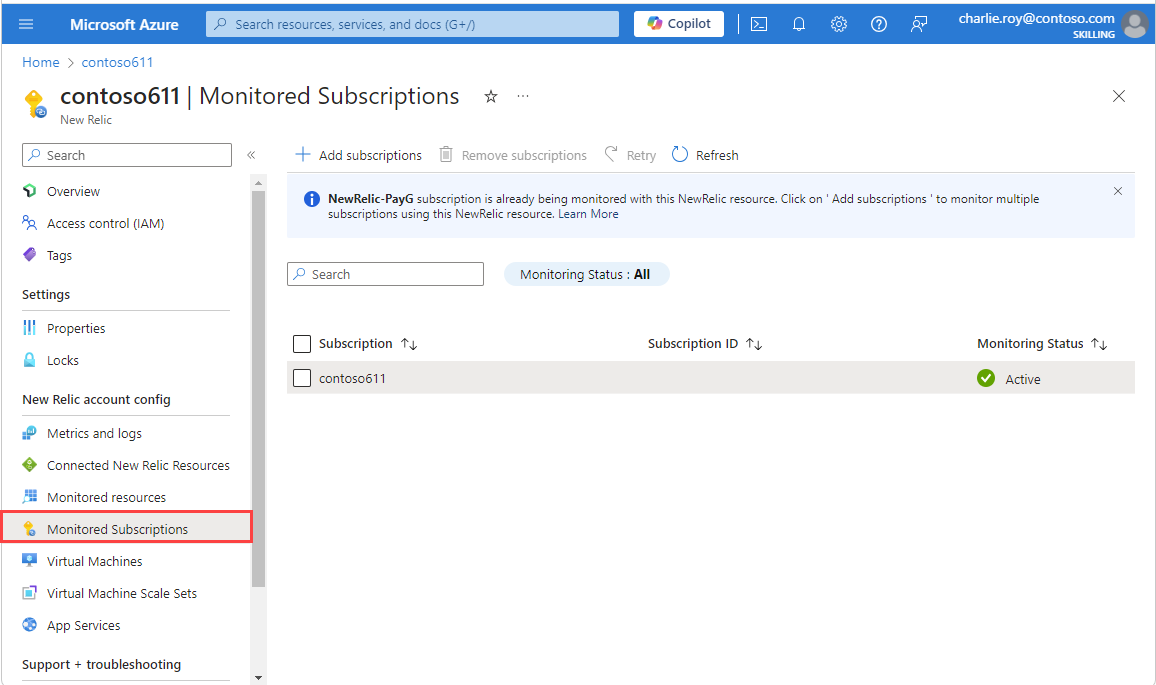 Microsoft Azure
Search resources, services, and docs (G+/)
Copilot
charlie.roy@contoso.com
SKILLING
Home > contoso611
contoso611 | Monitored Subscriptions
New Relic
Search
Overview
Access control (IAM)
Tags
Settings
Properties
Locks
New Relic account config
Metrics and logs
Connected New Relic Resources
Monitored resources
Monitored Subscriptions
Virtual Machines
Virtual Machine Scale Sets
App Services
Support + troubleshooting
Add subscriptions Remove subscriptions Retry Refresh
NewRelic-PayG subscription is already being monitored with this NewRelic resource. Click on ' Add subscriptions ' to monitor multiple
subscriptions using this NewRelic resource. Learn More
Search
Monitoring Status : All
Subscription Subscription ID Monitoring Status
contoso611 Active